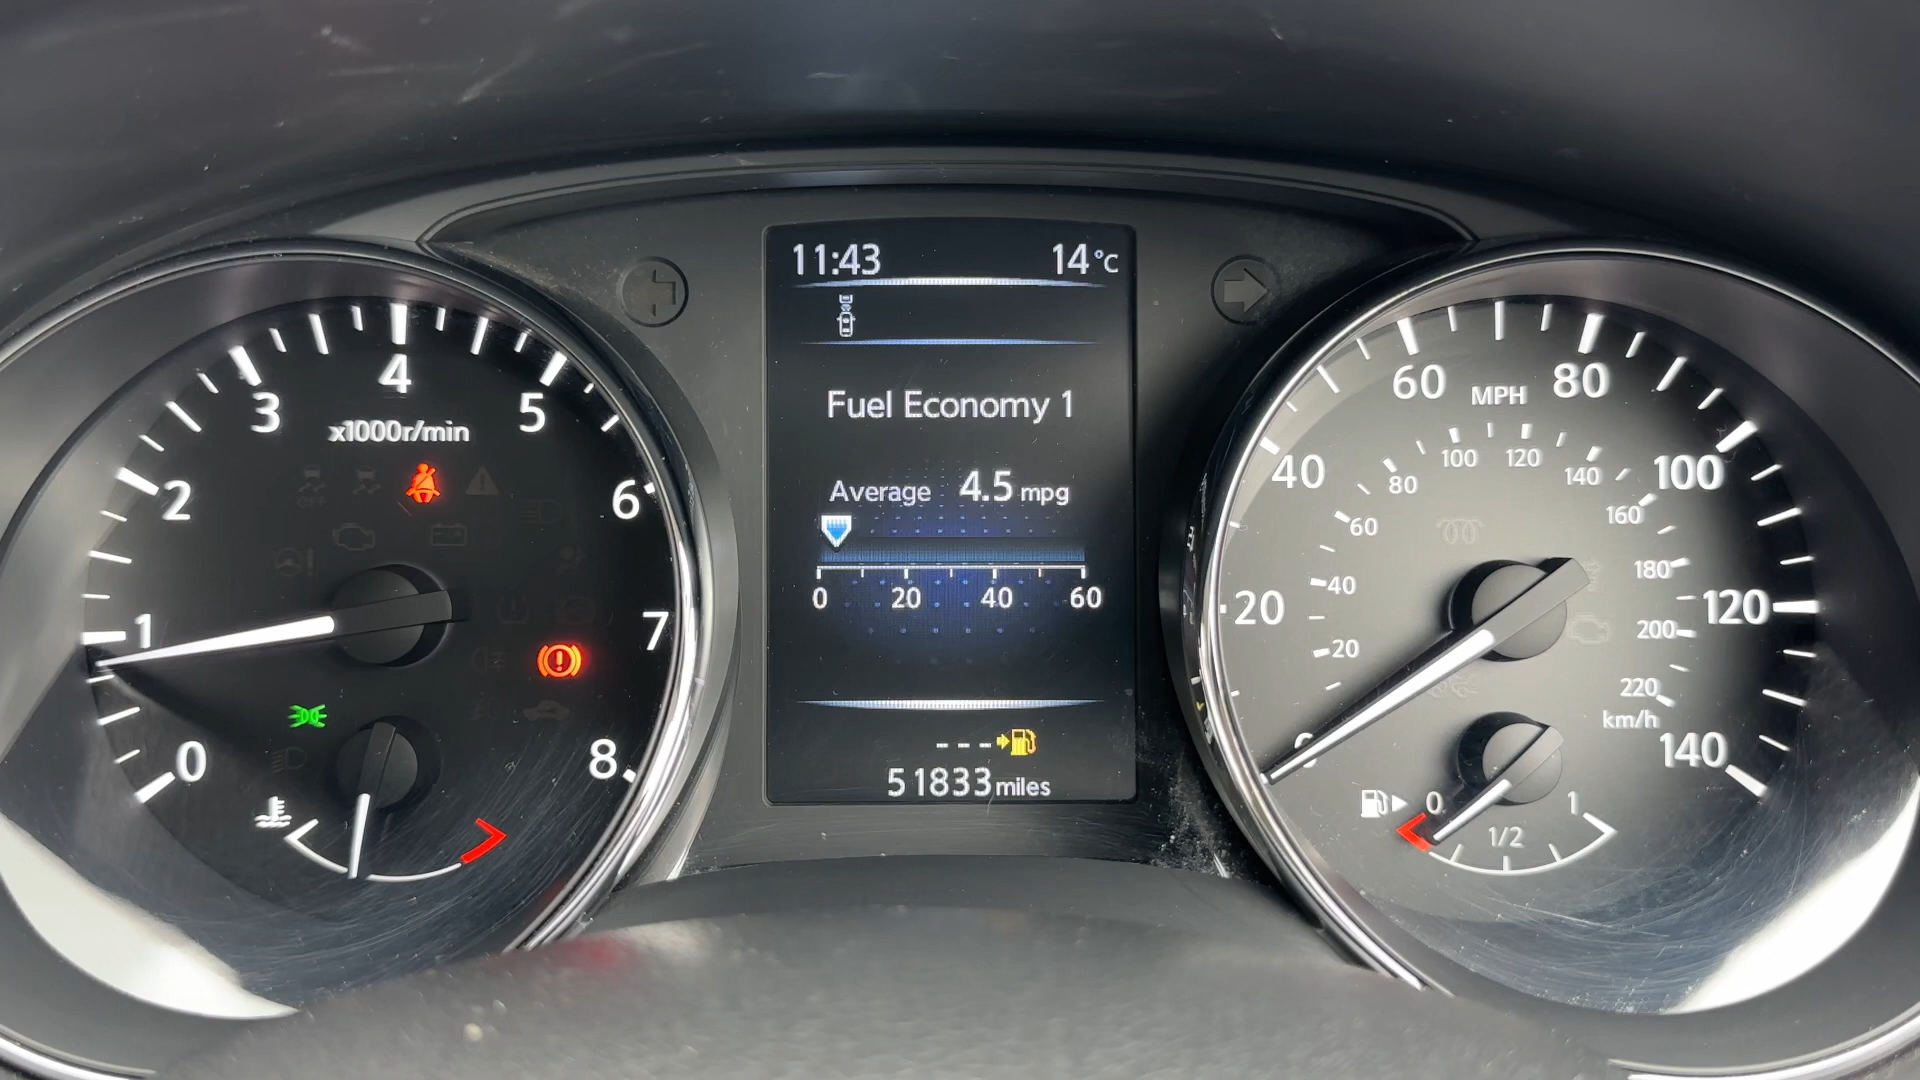 11:43 14°C
Fuel Economy 1
Average 4.5 mpg
0 20 40 60
---
51833 miles
0 1 2 3 4 5 6 7 8
x1000r/min
OFF
0 20 40 60 80 100 120 140
MPH
20 40 60 80 100 120 140 160 180 200 220
km/h
0 1/2 1